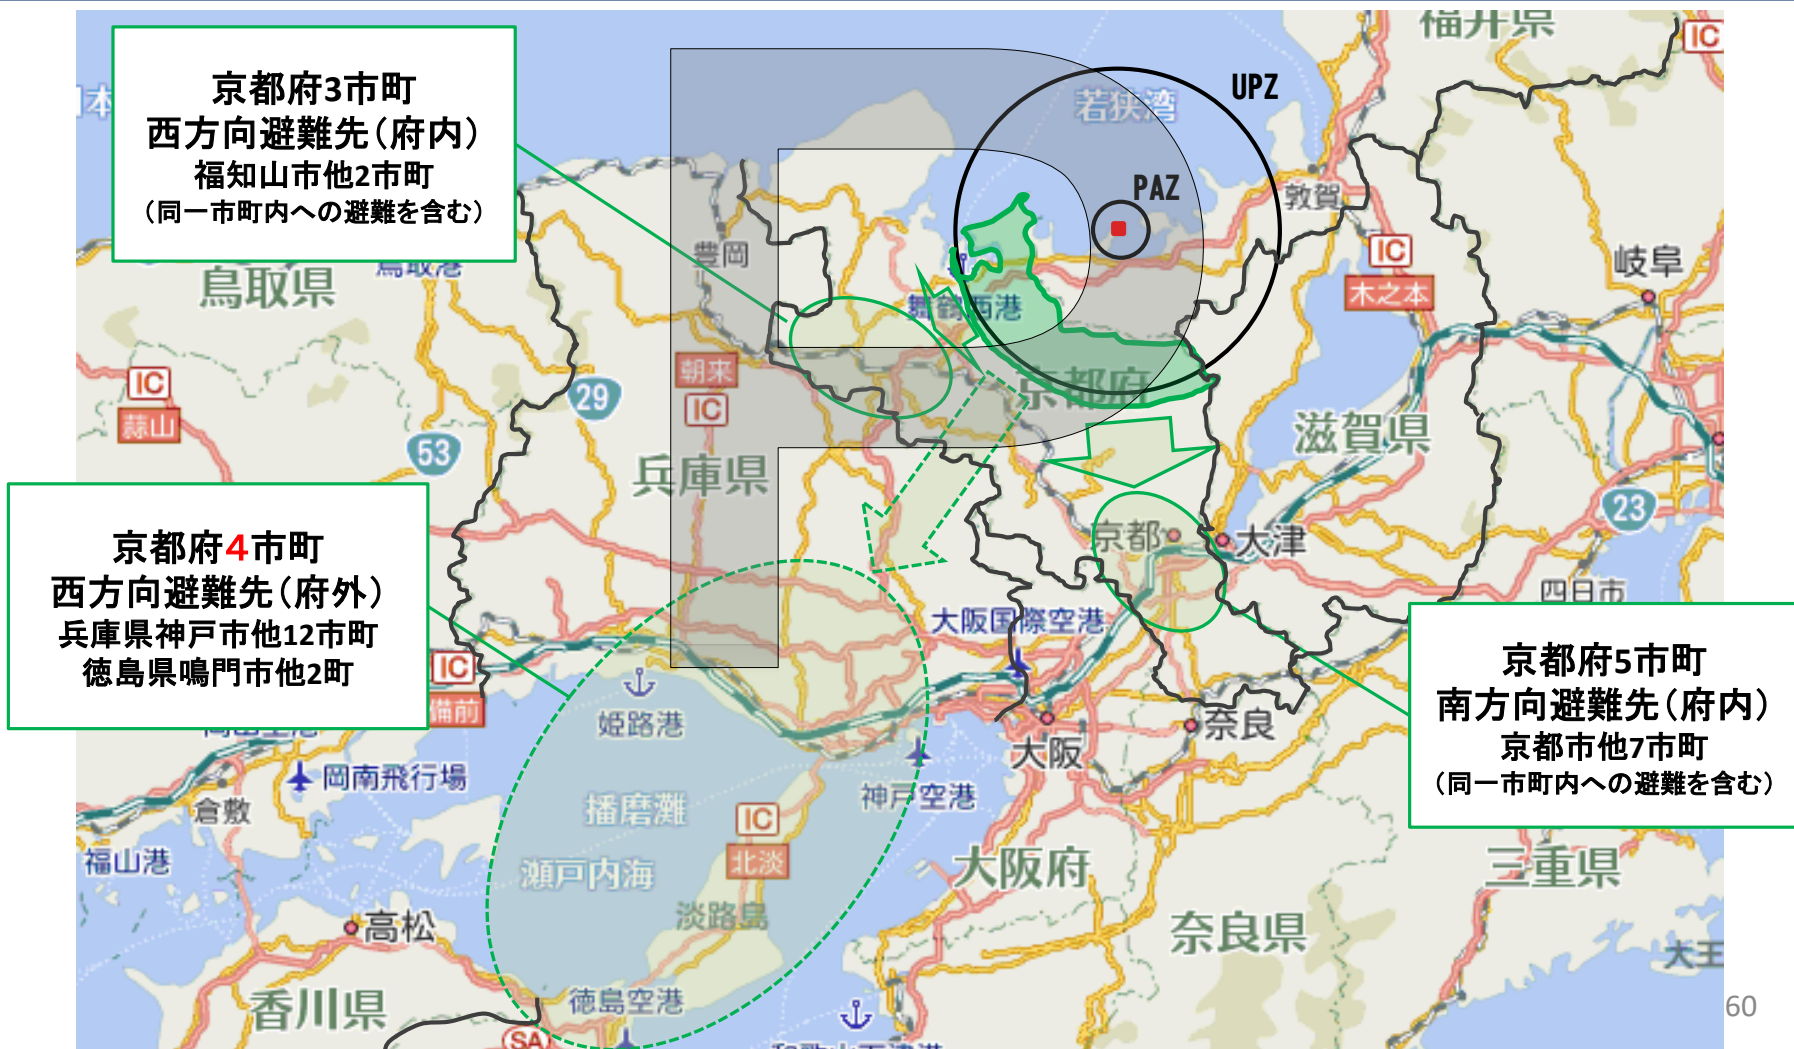 京都府3市町
西方向避難先（府内）
福知山市他2市町
（同一市町内への避難を含む）
京都府４市町
西方向避難先（府外）
兵庫県神戸市他12市町
徳島県鳴門市他2町
京都府5市町
南方向避難先（府内）
京都市他7市町
（同一市町内への避難を含む）
UPZ
PAZ
福井県
IC
若狭湾
敦賀
豊岡
鳥取港
鳥取県
舞鶴西港
IC
木之本
岐阜
IC
蒜山
29
53
朝来
IC
京都府
滋賀県
兵庫県
23
京都
大津
四日市
大阪国際空港
IC
備前
姫路港
岡南飛行場
倉敷
福山港
播磨灘
瀬戸内海
IC
北淡
淡路島
神戸空港
大阪
奈良
大阪府
奈良県
三重県
大王
高松
香川県
徳島空港
SA
60